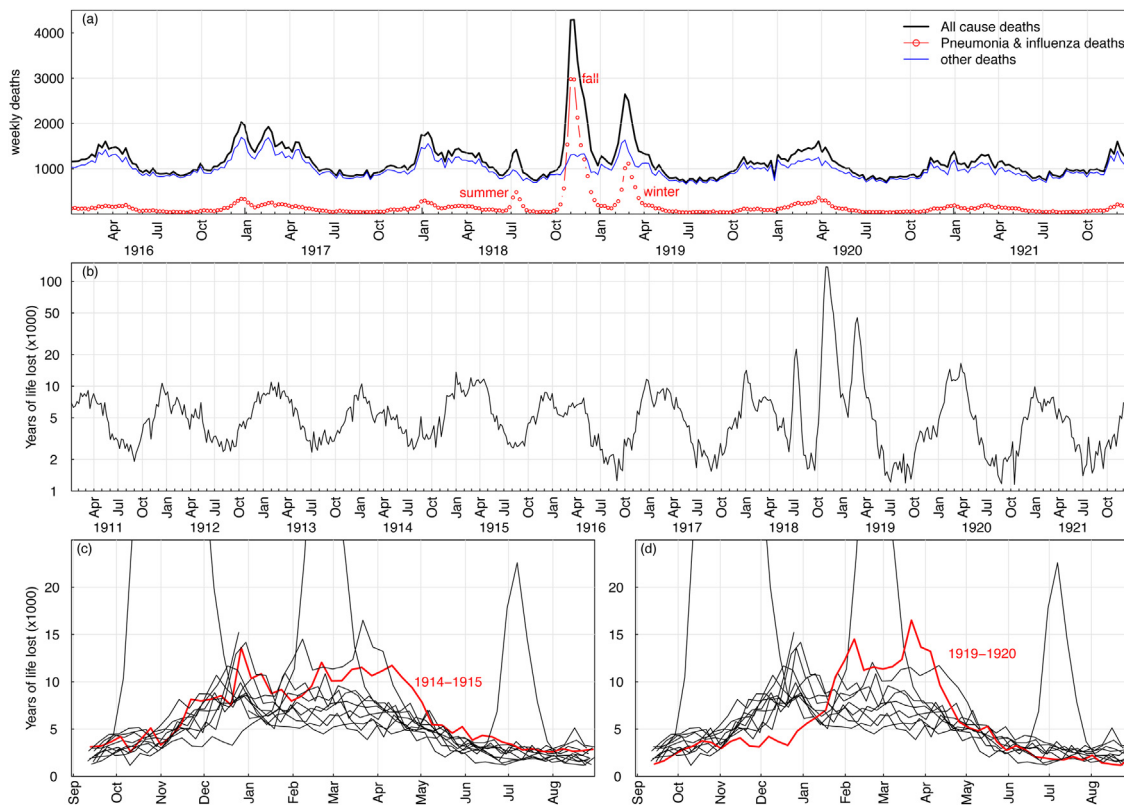 (a)
All cause deaths
Pneumonia & influenza deaths
other deaths
fall
summer
winter
weekly deaths
4000
3000
2000
1000
Apr Jul Oct Jan Apr Jul Oct Jan Apr Jul Oct Jan Apr Jul Oct Jan Apr Jul Oct Jan Apr Jul Oct
1916 1917 1918 1919 1920 1921
(b)
Years of life lost (x1000)
100
50
20
10
5
2
1
Apr Jul Oct Jan Apr Jul Oct Jan Apr Jul Oct Jan Apr Jul Oct Jan Apr Jul Oct Jan Apr Jul Oct Jan Apr Jul Oct Jan Apr Jul Oct Jan Apr Jul Oct Jan Apr Jul Oct Jan Apr Jul Oct
1911 1912 1913 1914 1915 1916 1917 1918 1919 1920 1921
(c)
Years of life lost (x1000)
20
15
10
5
0
1914−1915
Sep Oct Nov Dec Jan Feb Mar Apr May Jun Jul Aug
(d)
20
15
10
5
0
1919−1920
Sep Oct Nov Dec Jan Feb Mar Apr May Jun Jul Aug